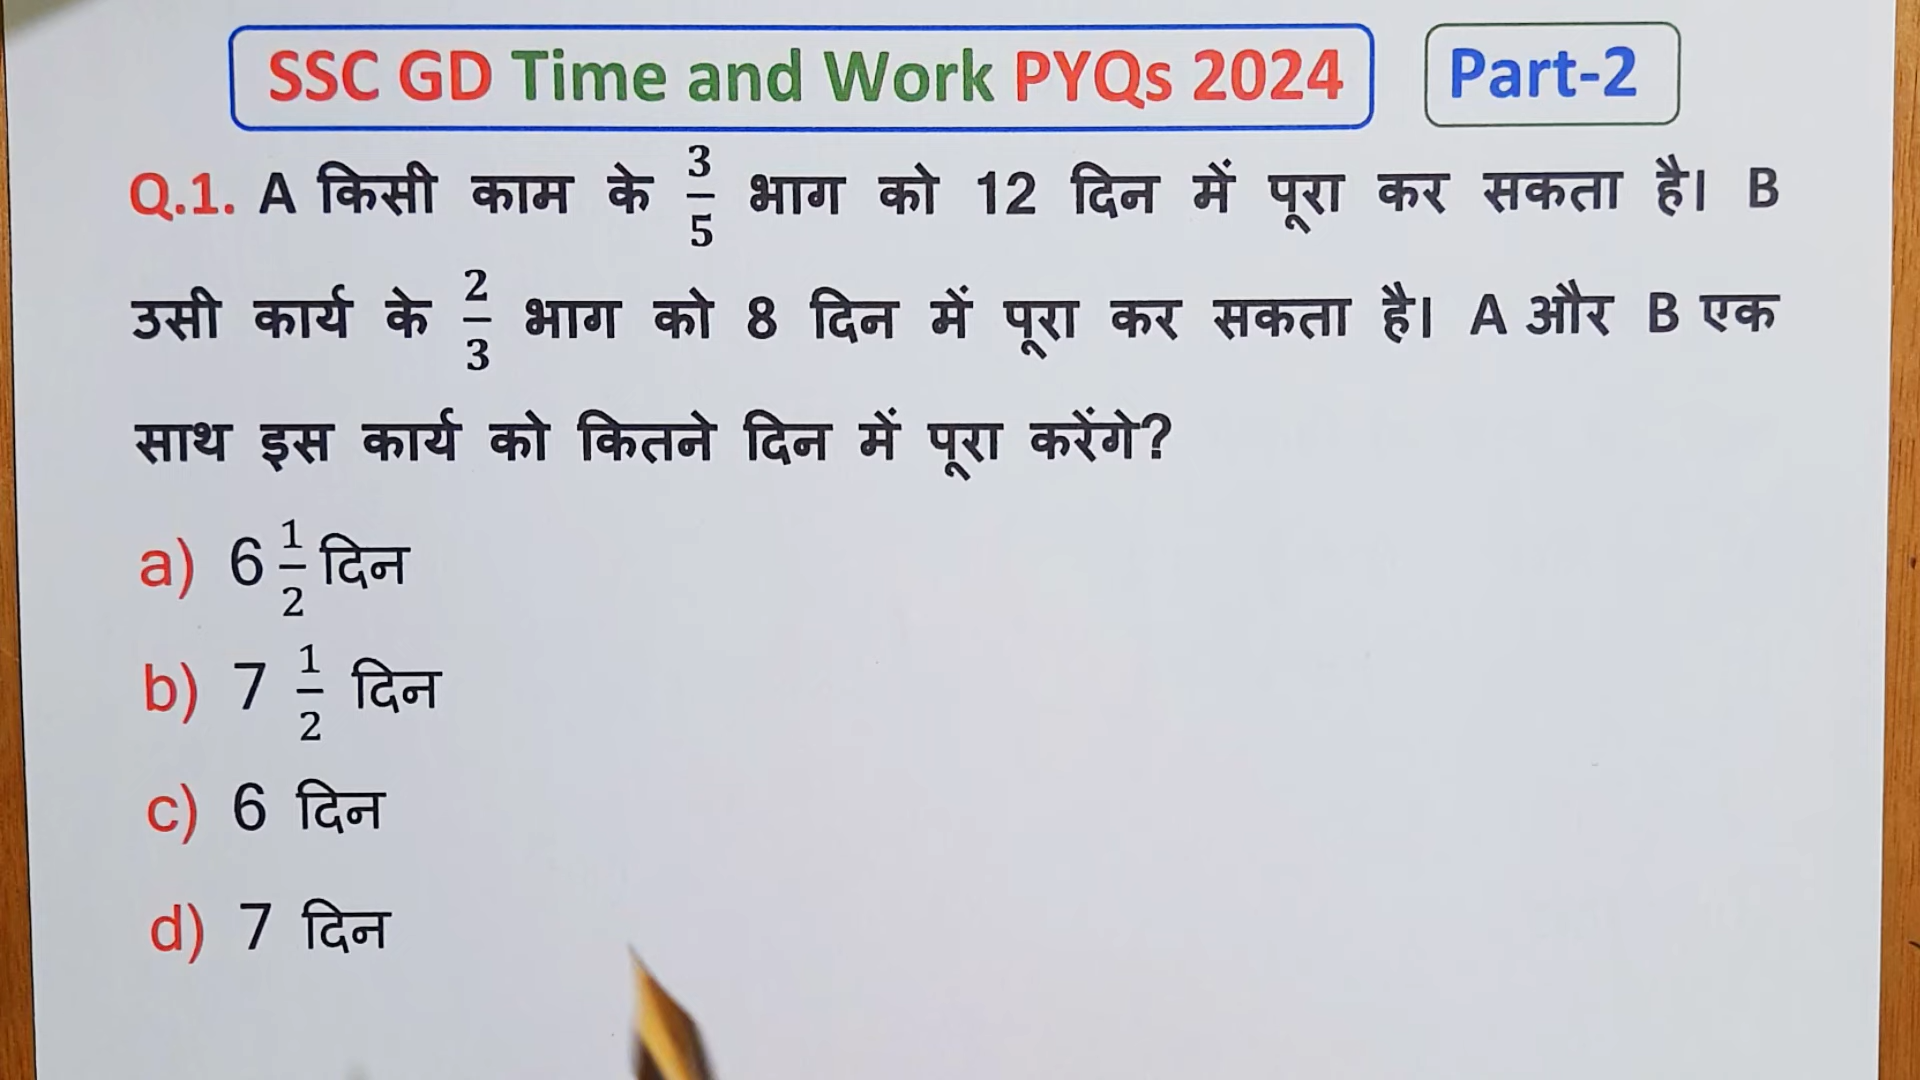 SSC GD Time and Work PYQs 2024 Part-2
Q.1. A किसी काम के 3/5 भाग को 12 दिन में पूरा कर सकता है। B
उसी कार्य के 2/3 भाग को 8 दिन में पूरा कर सकता है। A और B एक
साथ इस कार्य को कितने दिन में पूरा करेंगे?
a) 6 1/2 दिन
b) 7 1/2 दिन
c) 6 दिन
d) 7 दिन